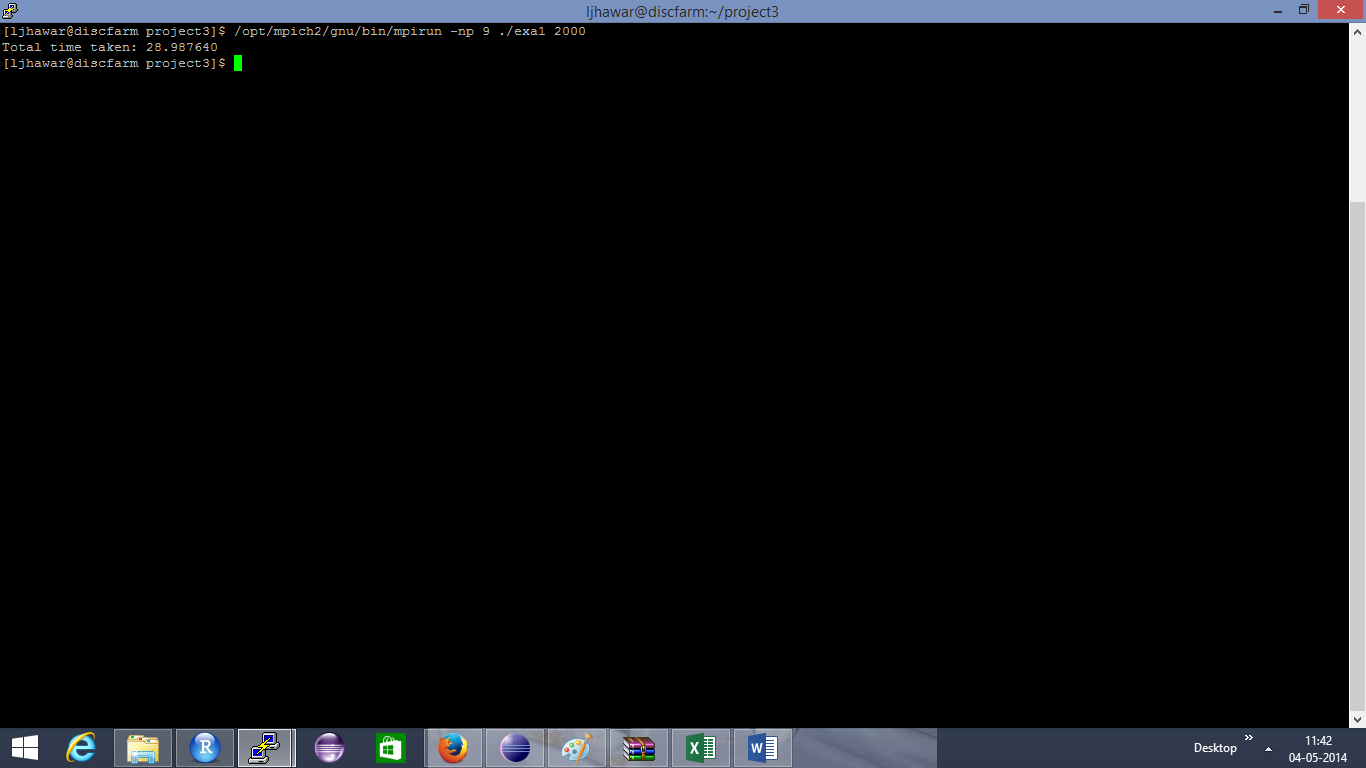 ljhawar@discfarm:~/project3
[ljhawar@discfarm project3]$ /opt/mpich2/gnu/bin/mpirun -np 9 ./exa1 2000
Total time taken: 28.987640
[ljhawar@discfarm project3]$
Desktop
11:42
04-05-2014